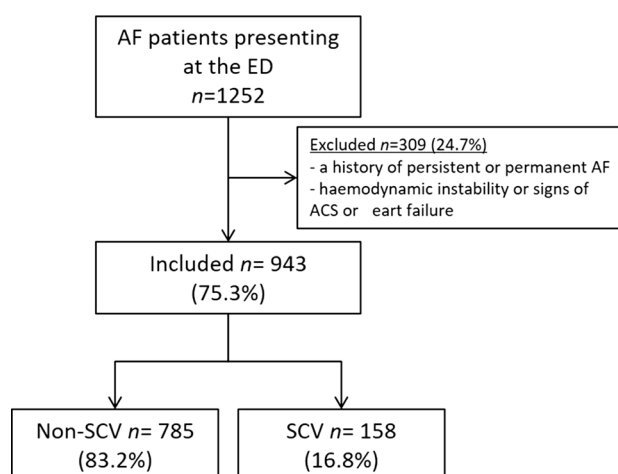 AF patients presenting
at the ED
n=1252
Excluded n=309 (24.7%)
- a history of persistent or permanent AF
- haemodynamic instability or signs of
ACS or eart failure
Included n= 943
(75.3%)
Non-SCV n= 785
(83.2%)
SCV n= 158
(16.8%)